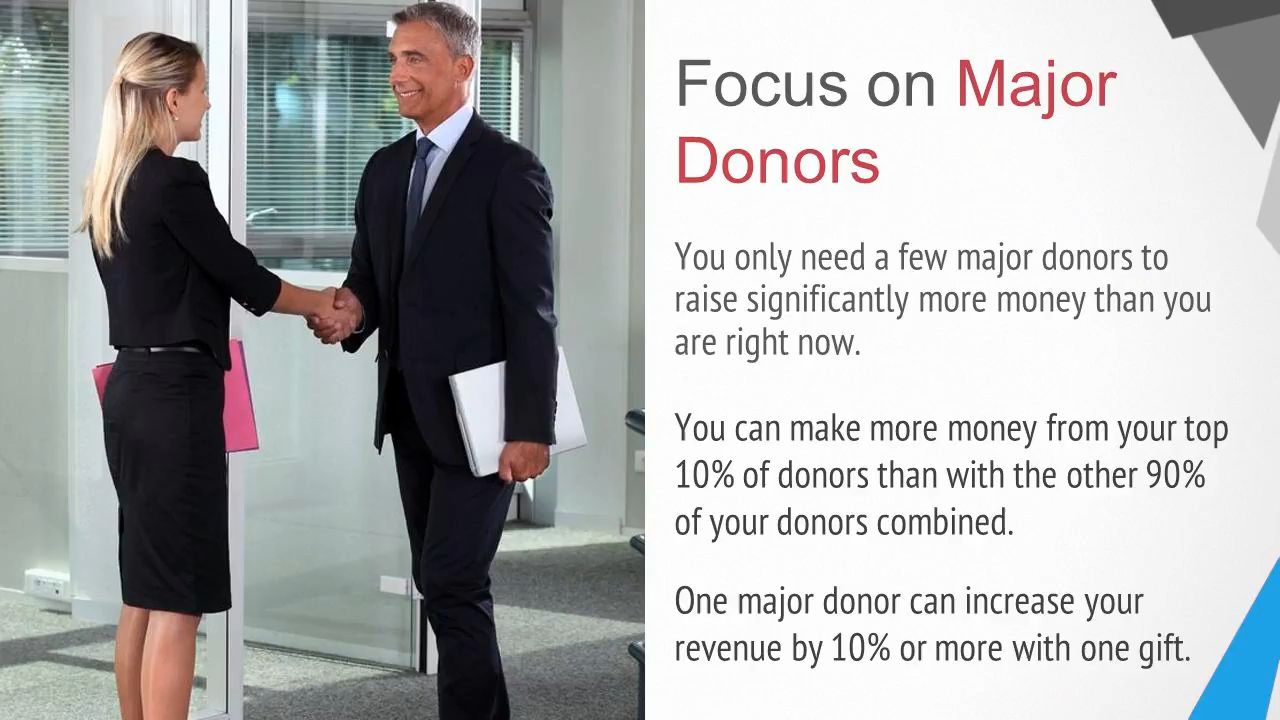 Focus on Major
Donors
You only need a few major donors to
raise significantly more money than you
are right now.
You can make more money from your top
10% of donors than with the other 90%
of your donors combined.
One major donor can increase your
revenue by 10% or more with one gift.